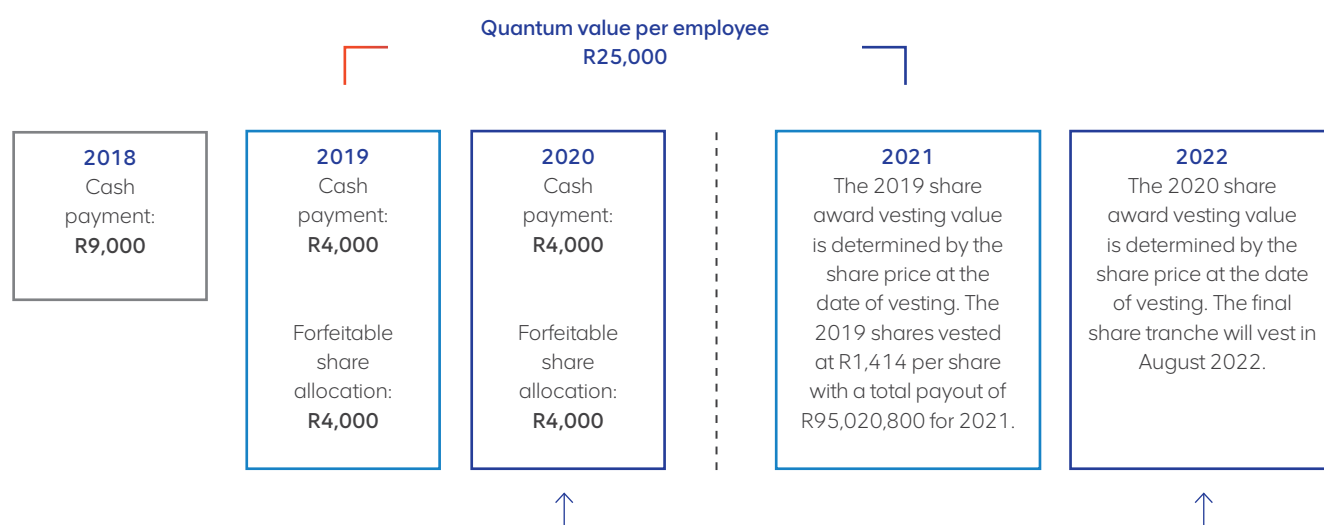 Quantum value per employee
R25,000
2018
Cash
payment:
R9,000
2019
Cash
payment:
R4,000
Forfeitable
share
allocation:
R4,000
2020
Cash
payment:
R4,000
Forfeitable
share
allocation:
R4,000
2021
The 2019 share
award vesting value
is determined by the
share price at the
date of vesting. The
2019 shares vested
at R1,414 per share
with a total payout of
R95,020,800 for 2021.
2022
The 2020 share
award vesting value
is determined by the
share price at the date
of vesting. The final
share tranche will vest in
August 2022.